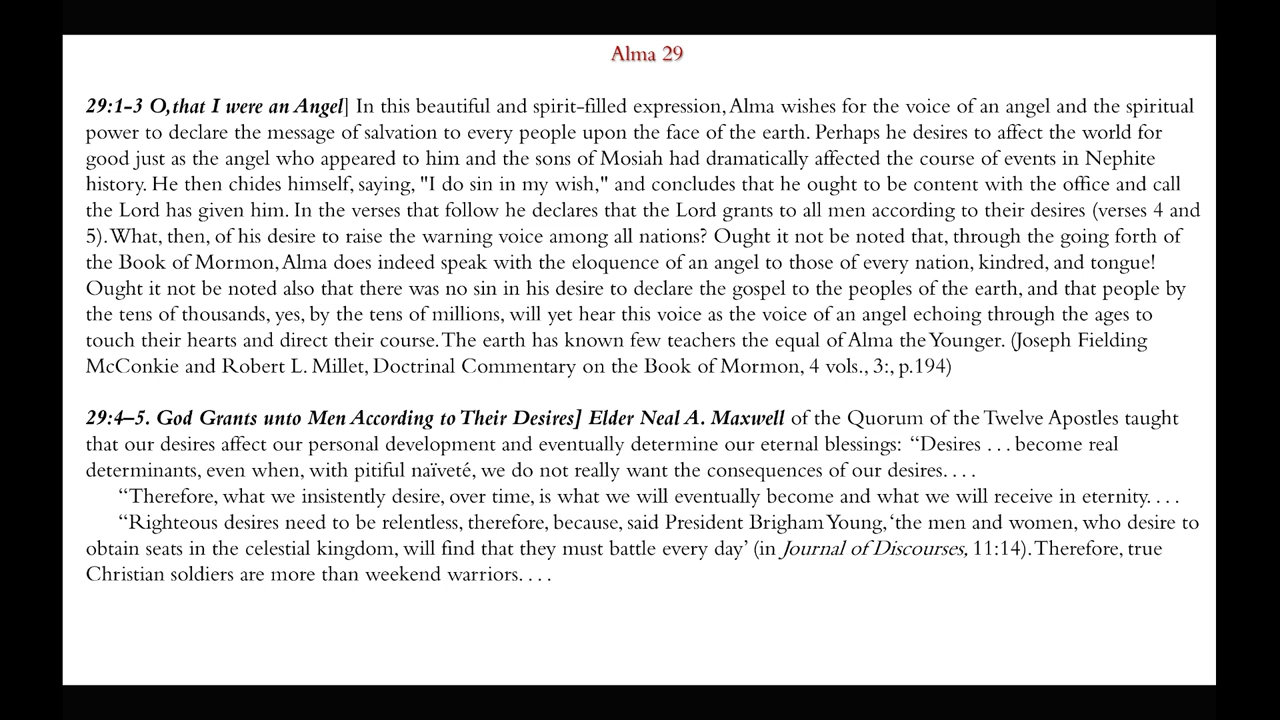 Alma 29
29:1-3 O, that I were an Angel] In this beautiful and spirit-filled expression, Alma wishes for the voice of an angel and the spiritual
power to declare the message of salvation to every people upon the face of the earth. Perhaps he desires to affect the world for
good just as the angel who appeared to him and the sons of Mosiah had dramatically affected the course of events in Nephite
history. He then chides himself, saying, "I do sin in my wish," and concludes that he ought to be content with the office and call
the Lord has given him. In the verses that follow he declares that the Lord grants to all men according to their desires (verses 4 and
5). What, then, of his desire to raise the warning voice among all nations? Ought it not be noted that, through the going forth of
the Book of Mormon, Alma does indeed speak with the eloquence of an angel to those of every nation, kindred, and tongue!
Ought it not be noted also that there was no sin in his desire to declare the gospel to the peoples of the earth, and that people by
the tens of thousands, yes, by the tens of millions, will yet hear this voice as the voice of an angel echoing through the ages to
touch their hearts and direct their course. The earth has known few teachers the equal of Alma the Younger. (Joseph Fielding
McConkie and Robert L. Millet, Doctrinal Commentary on the Book of Mormon, 4 vols., 3:, p.194)
29:4–5. God Grants unto Men According to Their Desires] Elder Neal A. Maxwell of the Quorum of the Twelve Apostles taught
that our desires affect our personal development and eventually determine our eternal blessings: “Desires . . . become real
determinants, even when, with pitiful naïveté, we do not really want the consequences of our desires. . . .
“Therefore, what we insistently desire, over time, is what we will eventually become and what we will receive in eternity. . . .
“Righteous desires need to be relentless, therefore, because, said President Brigham Young, ‘the men and women, who desire to
obtain seats in the celestial kingdom, will find that they must battle every day’ (in Journal of Discourses, 11:14). Therefore, true
Christian soldiers are more than weekend warriors. . . .